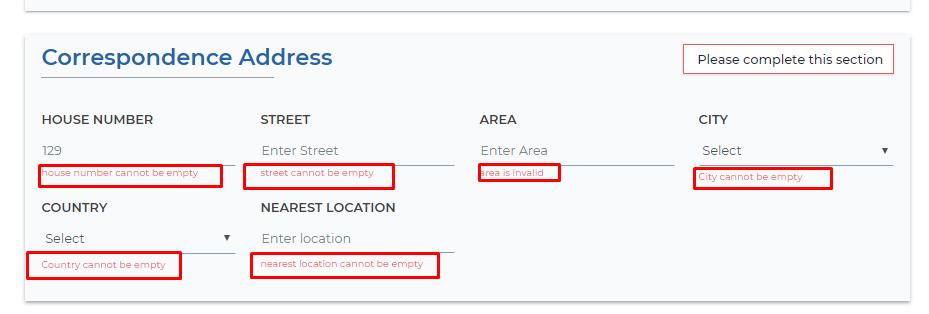 Correspondence Address
Please complete this section
HOUSE NUMBER
STREET
AREA
CITY
129
Enter Street
Enter Area
Select
house number cannot be empty
street cannot be empty
area is invalid
City cannot be empty
COUNTRY
NEAREST LOCATION
Select
Enter location
Country cannot be empty
nearest location cannot be empty